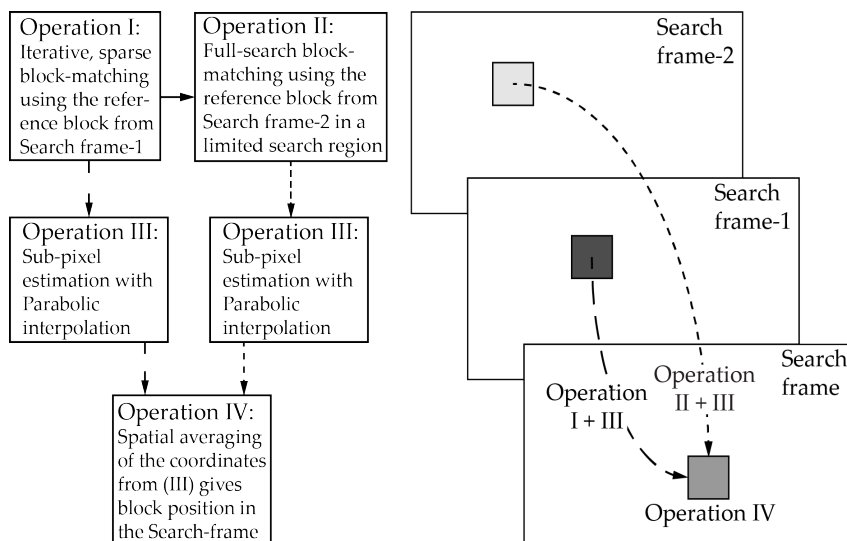 Operation I:
Iterative, sparse
block-matching
using the refer-
ence block from
Search frame-1
Operation II:
Full-search block-
matching using the
reference block from
Search frame-2 in a
limited search region
Operation III:
Sub-pixel
estimation with
Parabolic
interpolation
Operation III:
Sub-pixel
estimation with
Parabolic
interpolation
Operation IV:
Spatial averaging
of the coordinates
from (III) gives
block position in
the Search-frame
Search
frame-2
Search
frame-1
Search
frame
Operation
I + III
Operation
II + III
Operation IV